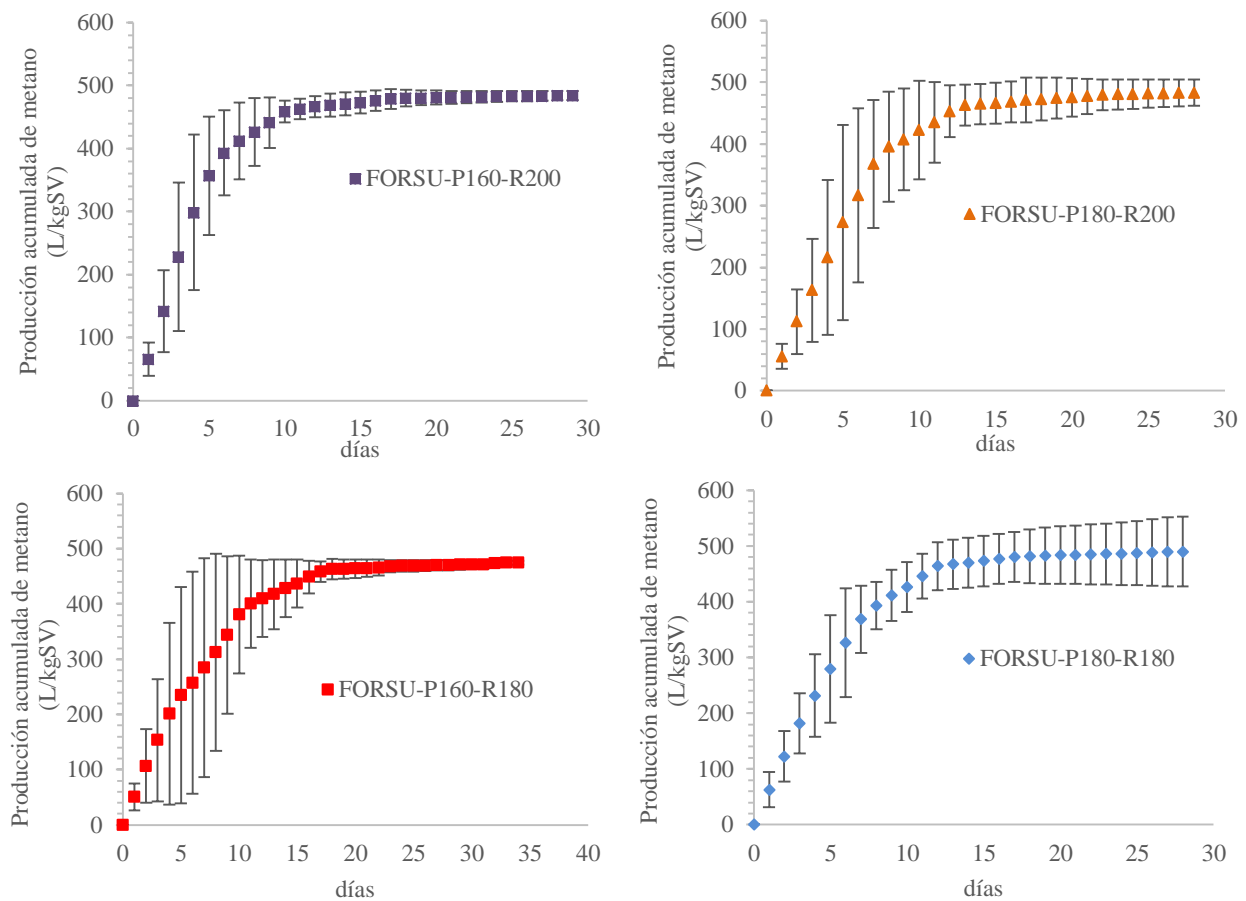 Producción acumulada de metano
(L/kgSV)
600
500
400
300
200
100
0
FORSU-P160-R200
0 5 10 15 20 25 30
días
Producción acumulada de metano
(L/kgSV)
600
500
400
300
200
100
0
FORSU-P180-R200
0 5 10 15 20 25 30
días
Producción acumulada de metano
(L/kgSV)
600
500
400
300
200
100
0
FORSU-P160-R180
0 5 10 15 20 25 30 35 40
días
Producción acumulada de metano
(L/kgSV)
600
500
400
300
200
100
0
FORSU-P180-R180
0 5 10 15 20 25 30
días